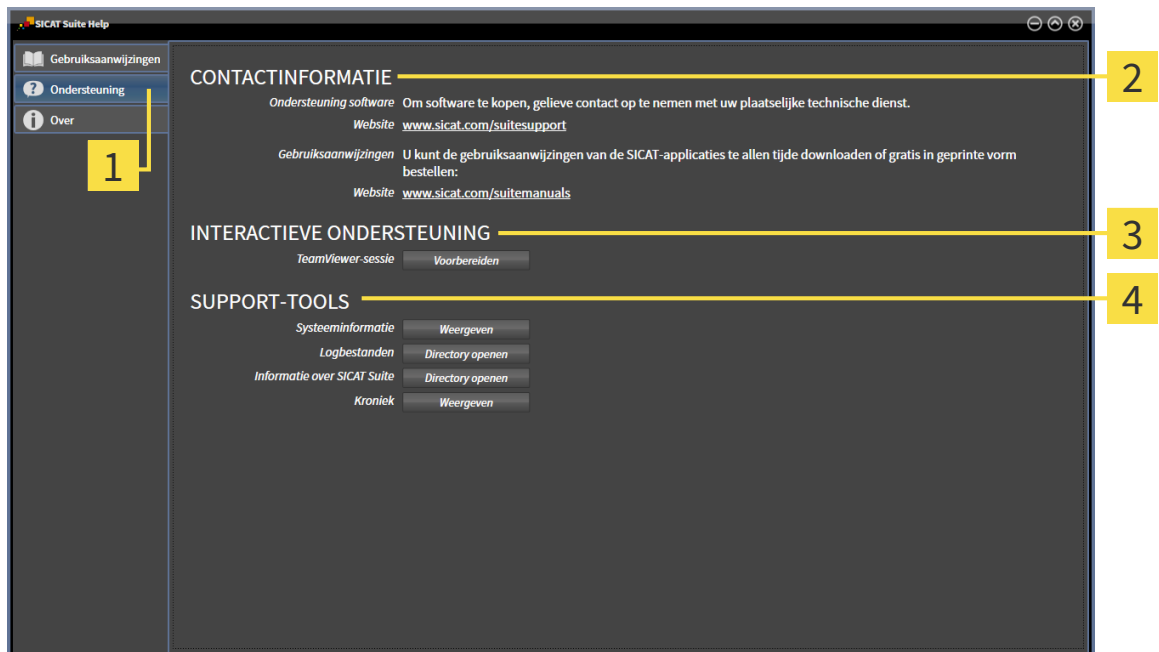 SICAT Suite Help
Gebruiksaanwijzingen
Ondersteuning
Over
1
CONTACTINFORMATIE
2
Ondersteuning software Om software te kopen, gelieve contact op te nemen met uw plaatselijke technische dienst.
Website www.sicat.com/suitesupport
Gebruiksaanwijzingen U kunt de gebruiksaanwijzingen van de SICAT-applicaties te allen tijde downloaden of gratis in geprinte vorm
bestellen:
Website www.sicat.com/suitemanuals
INTERACTIEVE ONDERSTEUNING
3
TeamViewer-sessie Voorbereiden
SUPPORT-TOOLS
4
Systeeminformatie Weergeven
Logbestanden Directory openen
Informatie over SICAT Suite Directory openen
Kroniek Weergeven